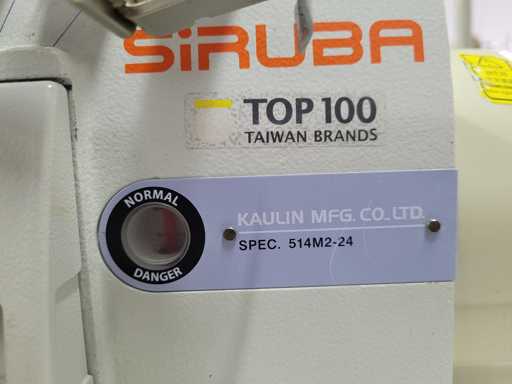 SiRUBA
TOP 100
TAIWAN BRANDS
NORMAL
DANGER
KAULIN MFG. CO., LTD.
SPEC. 514M2-24